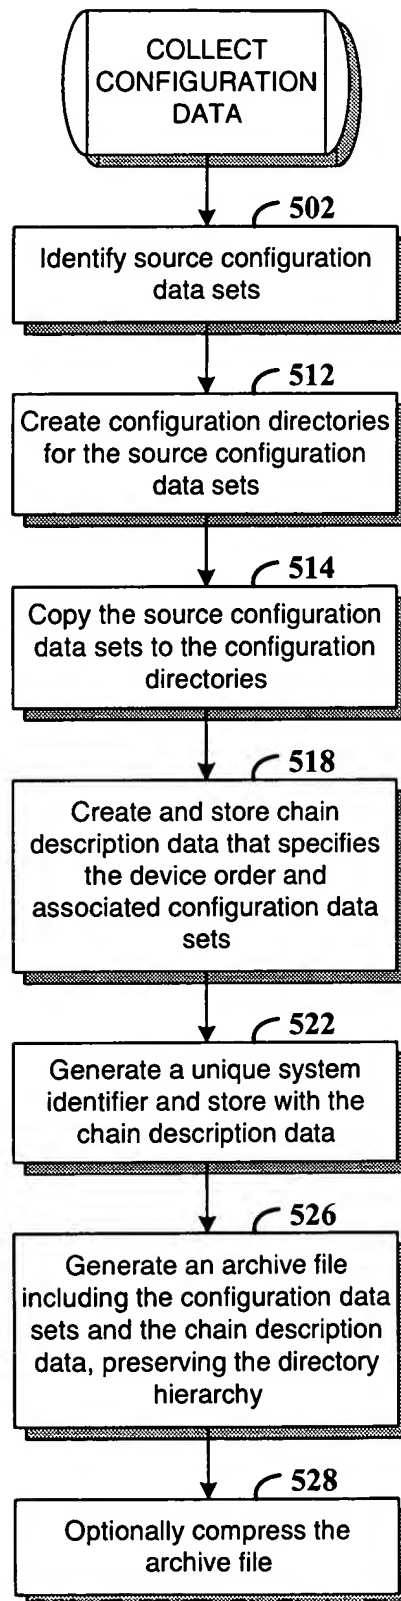 COLLECT
CONFIGURATION
DATA
502
Identify source configuration
data sets
512
Create configuration directories
for the source configuration
data sets
514
Copy the source configuration
data sets to the configuration
directories
518
Create and store chain
description data that specifies
the device order and
associated configuration data
sets
522
Generate a unique system
identifier and store with the
chain description data
526
Generate an archive file
including the configuration data
sets and the chain description
data, preserving the directory
hierarchy
528
Optionally compress the
archive file